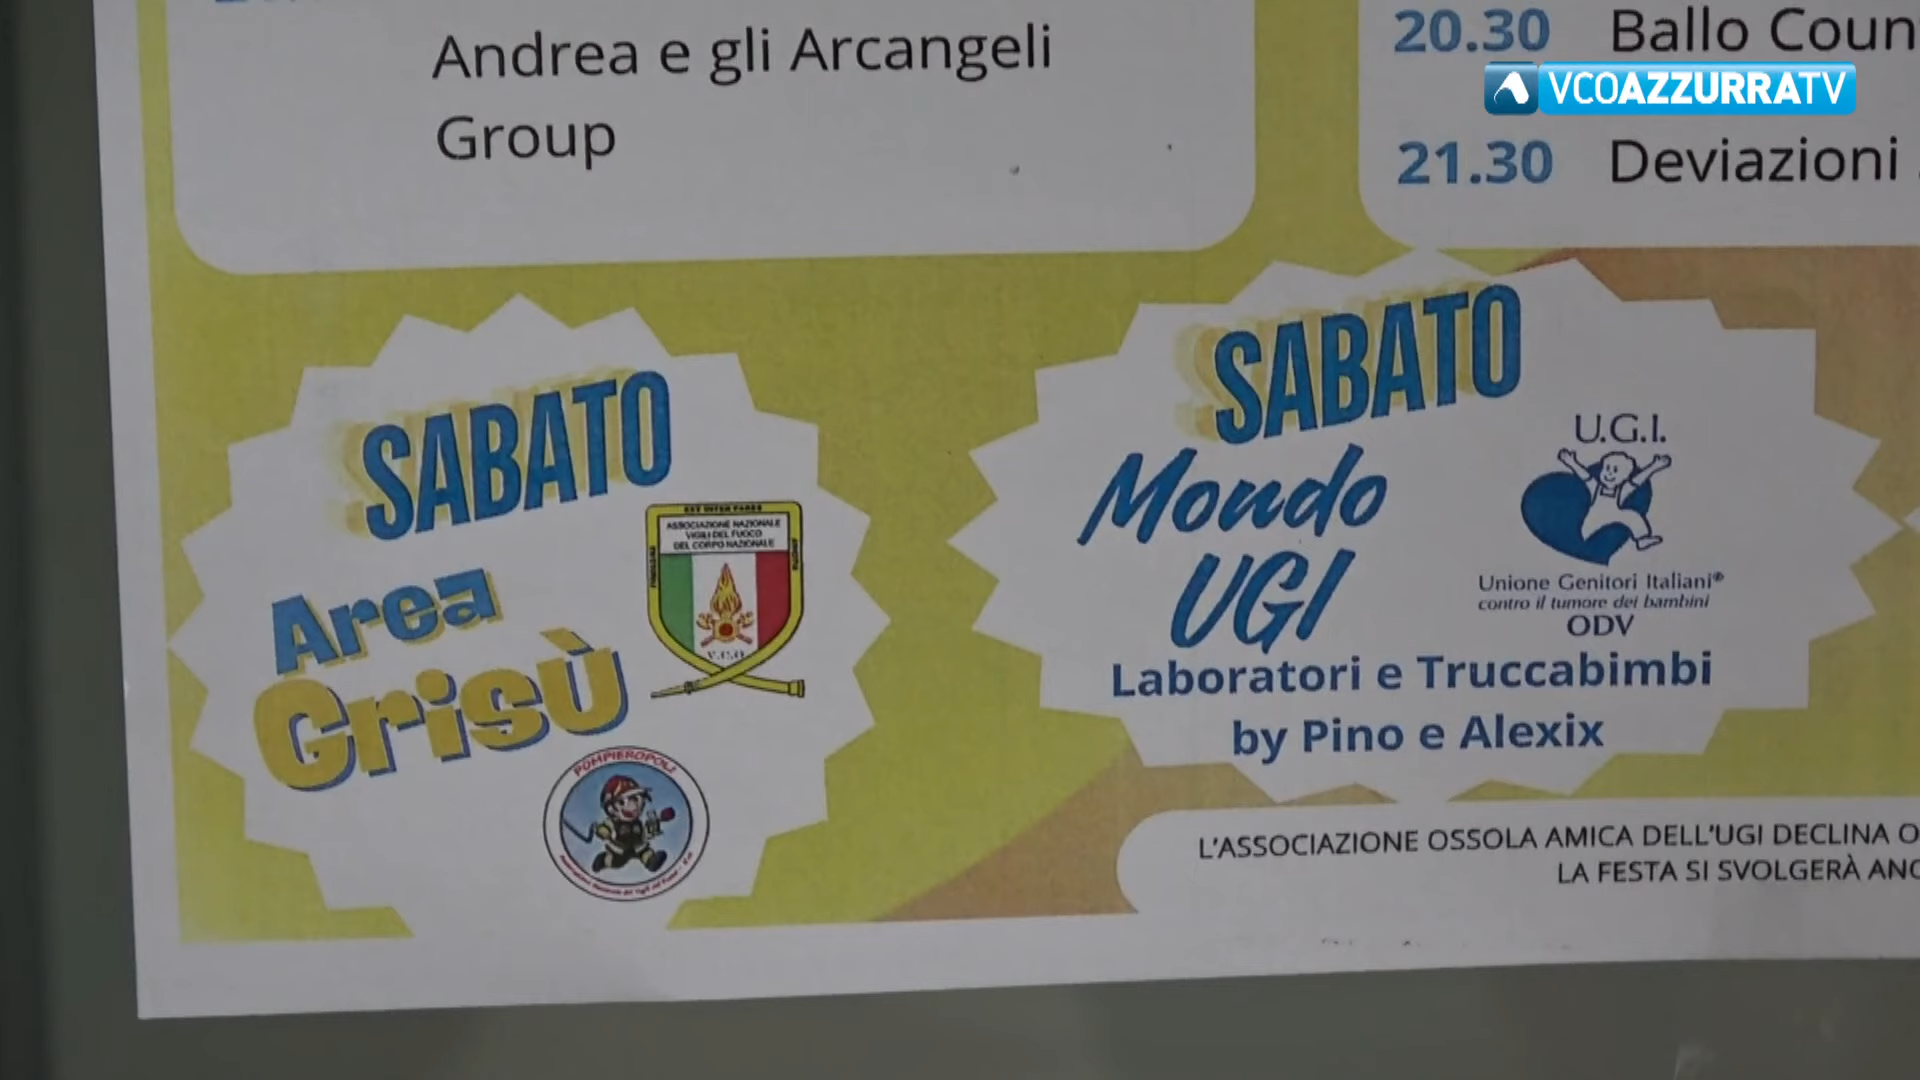 Andrea e gli Arcangeli
Group
20.30 Ballo Coun
VCOAZZURRATV
21.30 Deviazioni
SABATO
Area
Grisù
ASSOCIAZIONE NAZIONALE
VIGILI DEL FUOCO
DEL CORPO NAZIONALE
V.C.O.
POMPIEROPOLI
SABATO
Mondo
UGI
U.G.I.
Unione Genitori Italiani®
contro il tumore dei bambini
ODV
Laboratori e Truccabimbi
by Pino e Alexix
L'ASSOCIAZIONE OSSOLA AMICA DELL'UGI DECLINA O
LA FESTA SI SVOLGERÀ ANC